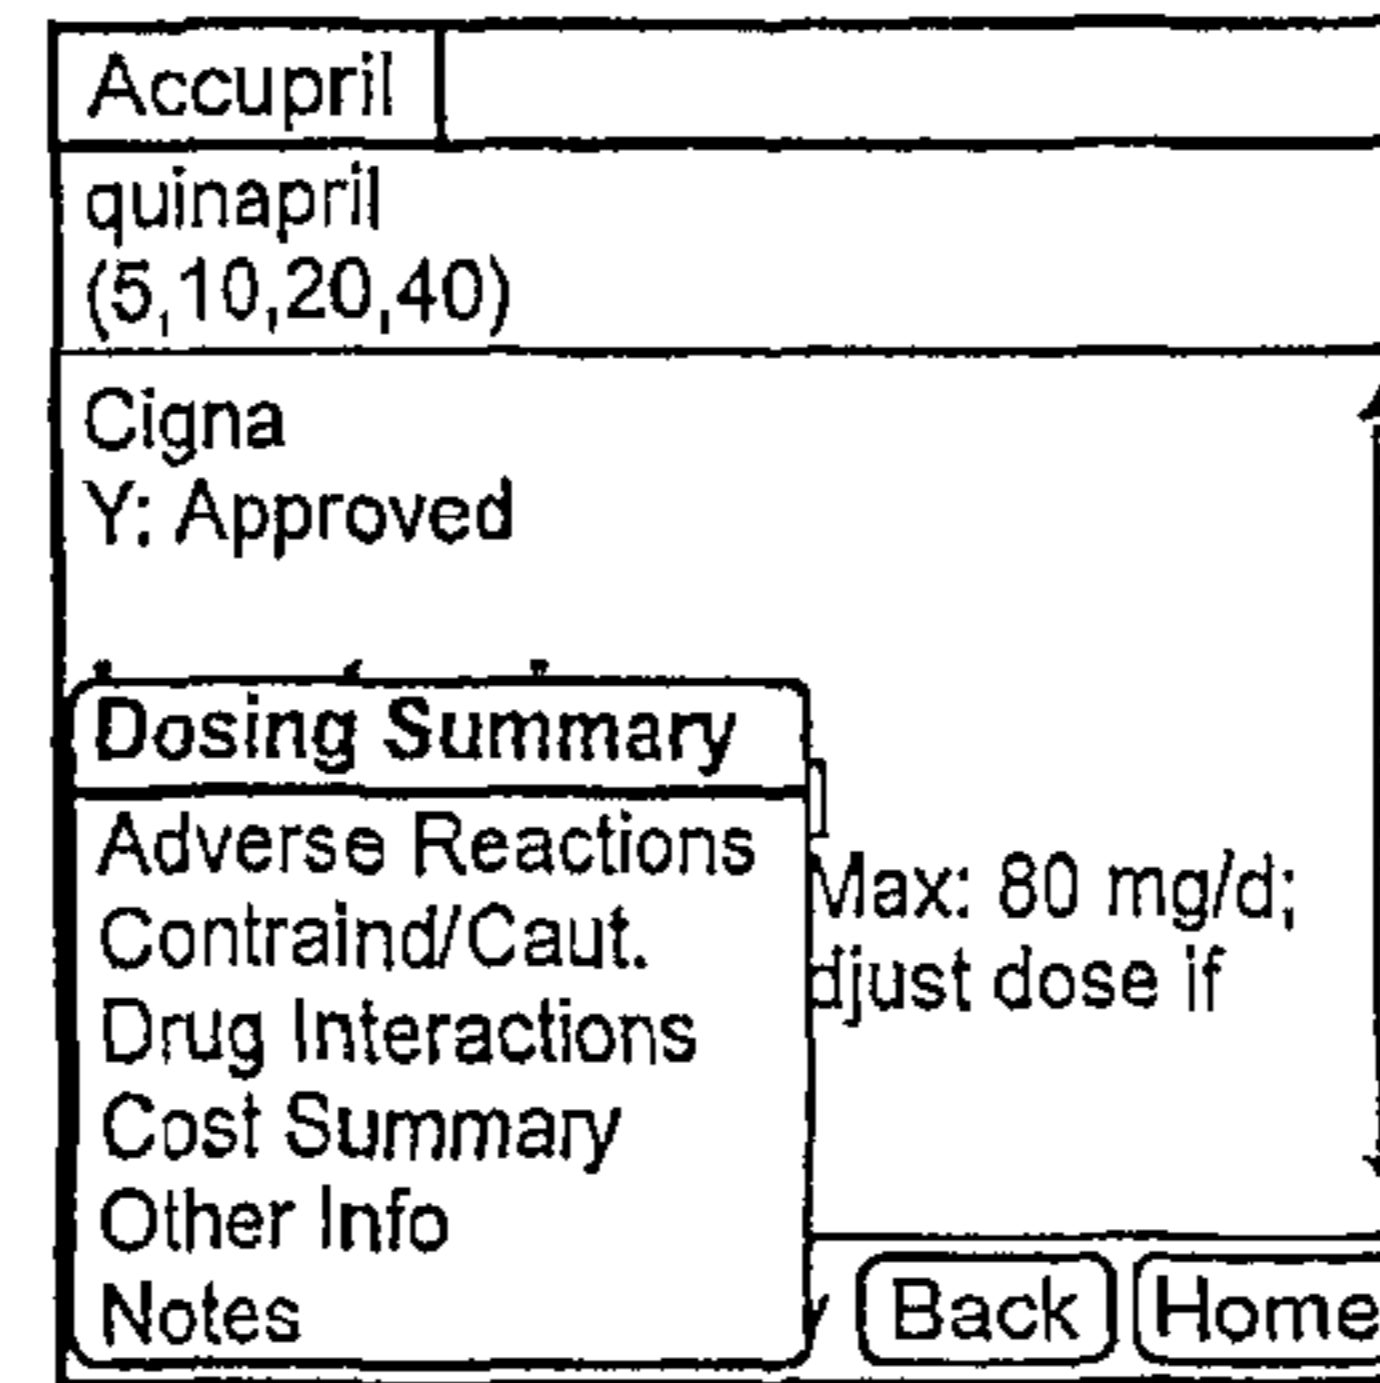 Accupril
quinapril
(5,10,20,40)
Cigna
Y: Approved
Dosing Summary
Adverse Reactions
Contraind/Caut.
Drug Interactions
Cost Summary
Other Info
Notes
Max: 80 mg/d;
djust dose if
Back
Home